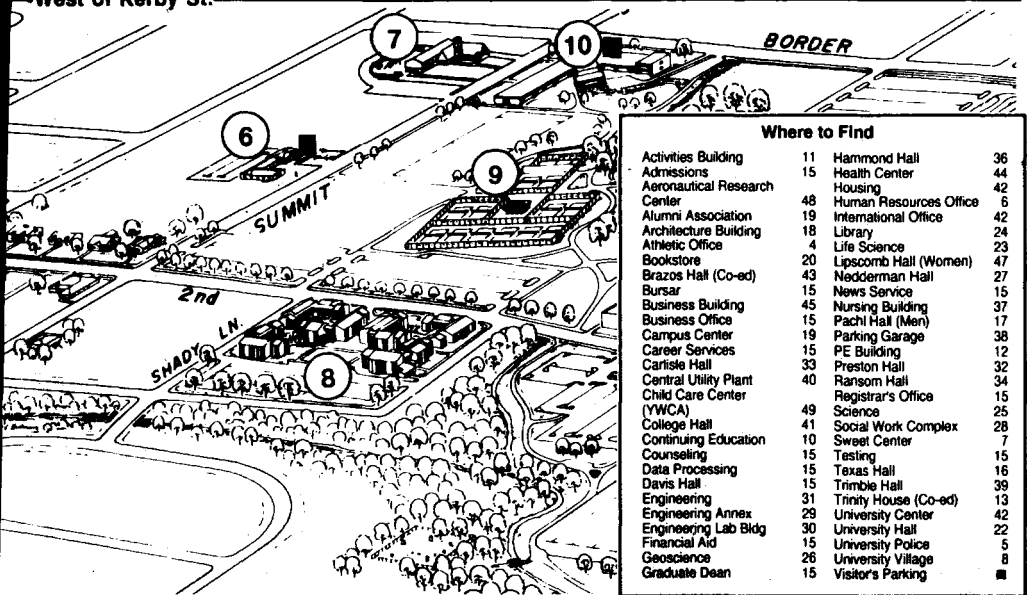 West of Kerby St.
7
10
BORDER
6
9
SUMMIT
2nd
SHADY LN.
8
Where to Find
Activities Building 11
Admissions 15
Aeronautical Research
Center 48
Alumni Association 19
Architecture Building 18
Athletic Office 4
Bookstore 20
Brazos Hall (Co-ed) 43
Bursar 15
Business Building 45
Business Office 15
Campus Center 19
Career Services 15
Carlisle Hall 33
Central Utility Plant 40
Child Care Center
(YWCA) 49
College Hall 41
Continuing Education 10
Counseling 15
Data Processing 15
Davis Hall 15
Engineering 31
Engineering Annex 29
Engineering Lab Bldg 30
Financial Aid 15
Geoscience 26
Graduate Dean 15
Hammond Hall 36
Health Center 44
Housing 42
Human Resources Office 6
International Office 42
Library 24
Life Science 23
Lipscomb Hall (Women) 47
Nedderman Hall 27
News Service 15
Nursing Building 37
Pachl Hall (Men) 17
Parking Garage 38
PE Building 12
Preston Hall 32
Ransom Hall 34
Registrar's Office 15
Science 25
Social Work Complex 28
Sweet Center 7
Testing 15
Texas Hall 16
Trimble Hall 39
Trinity House (Co-ed) 13
University Center 42
University Hall 22
University Police 5
University Village 8
Visitor's Parking ■